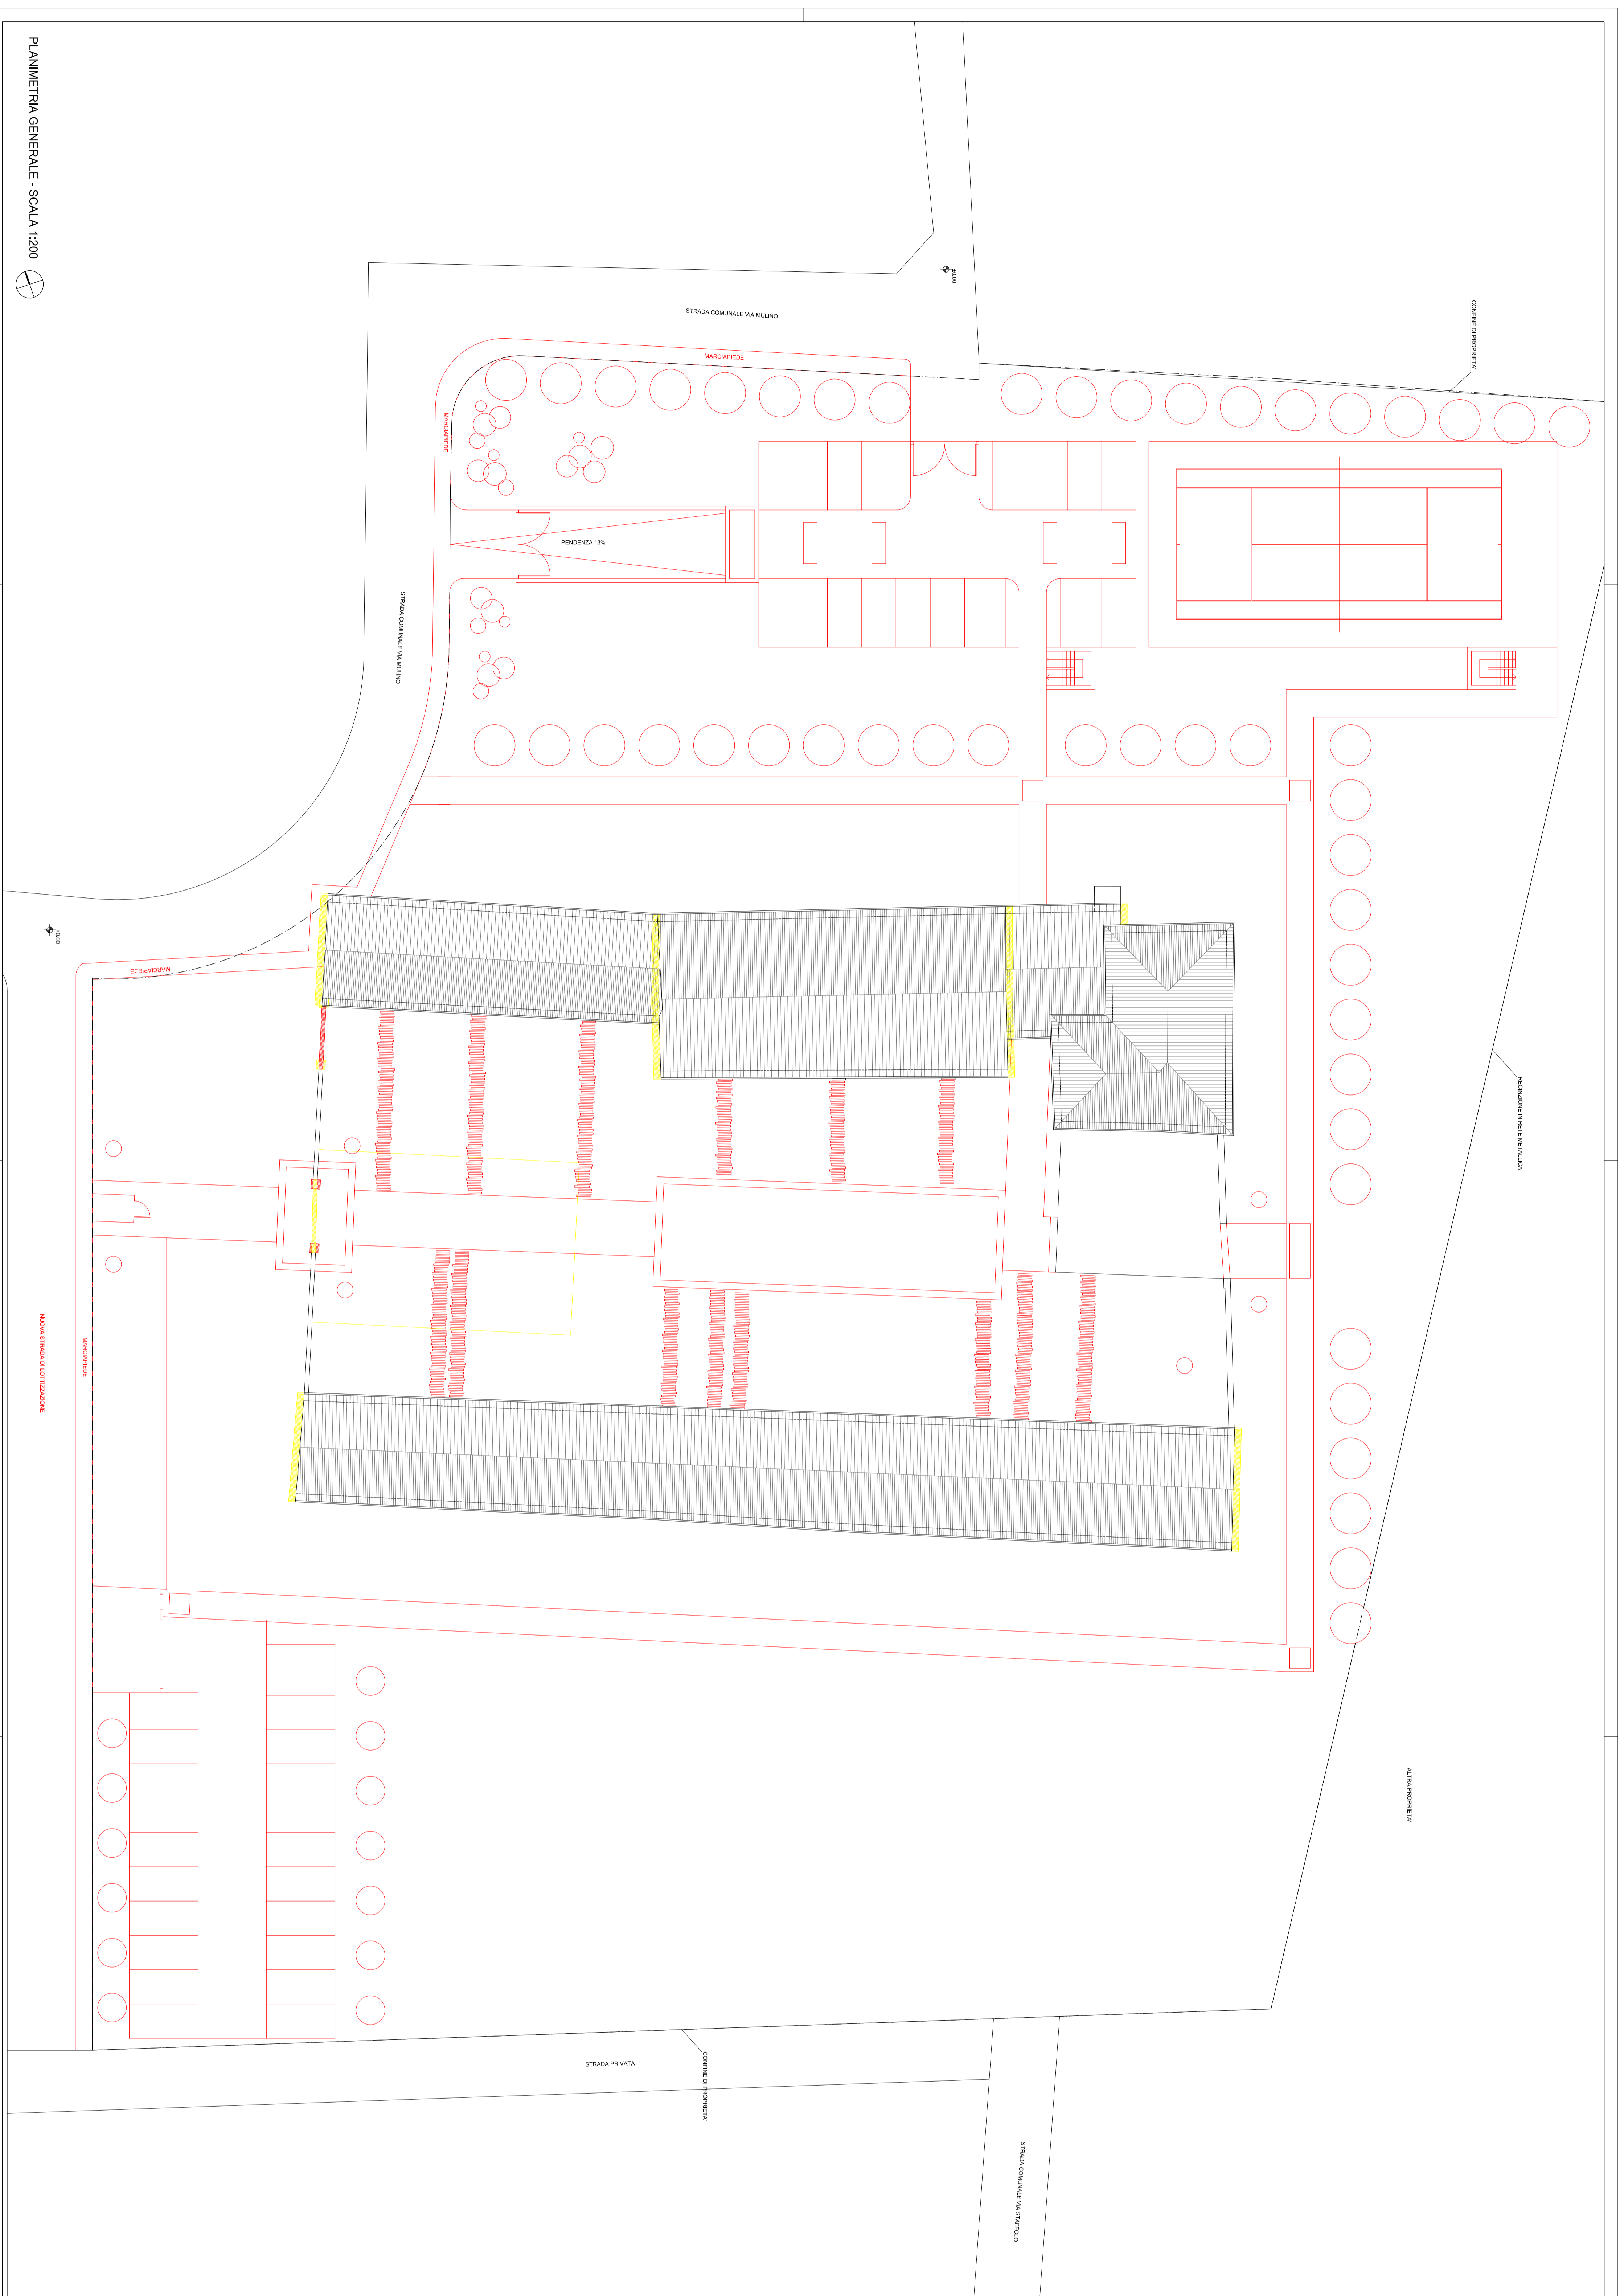 PLANIMETRIA GENERALE - SCALA 1:200
±0.00
STRADA COMUNALE VIA MULINO
MARCIAPIEDE
CONFINE DI PROPRIETA'
MARCIAPIEDE
PENDENZA 13%
STRADA COMUNALE VIA MULINO
±0.00
MARCIAPIEDE
RECINZIONE IN RETE METALLICA
NUOVA STRADA DI LOTTIZZAZIONE
MARCIAPIEDE
ALTRA PROPRIETA'
STRADA PRIVATA
CONFINE DI PROPRIETA'
STRADA COMUNALE VIA STAFFOLO